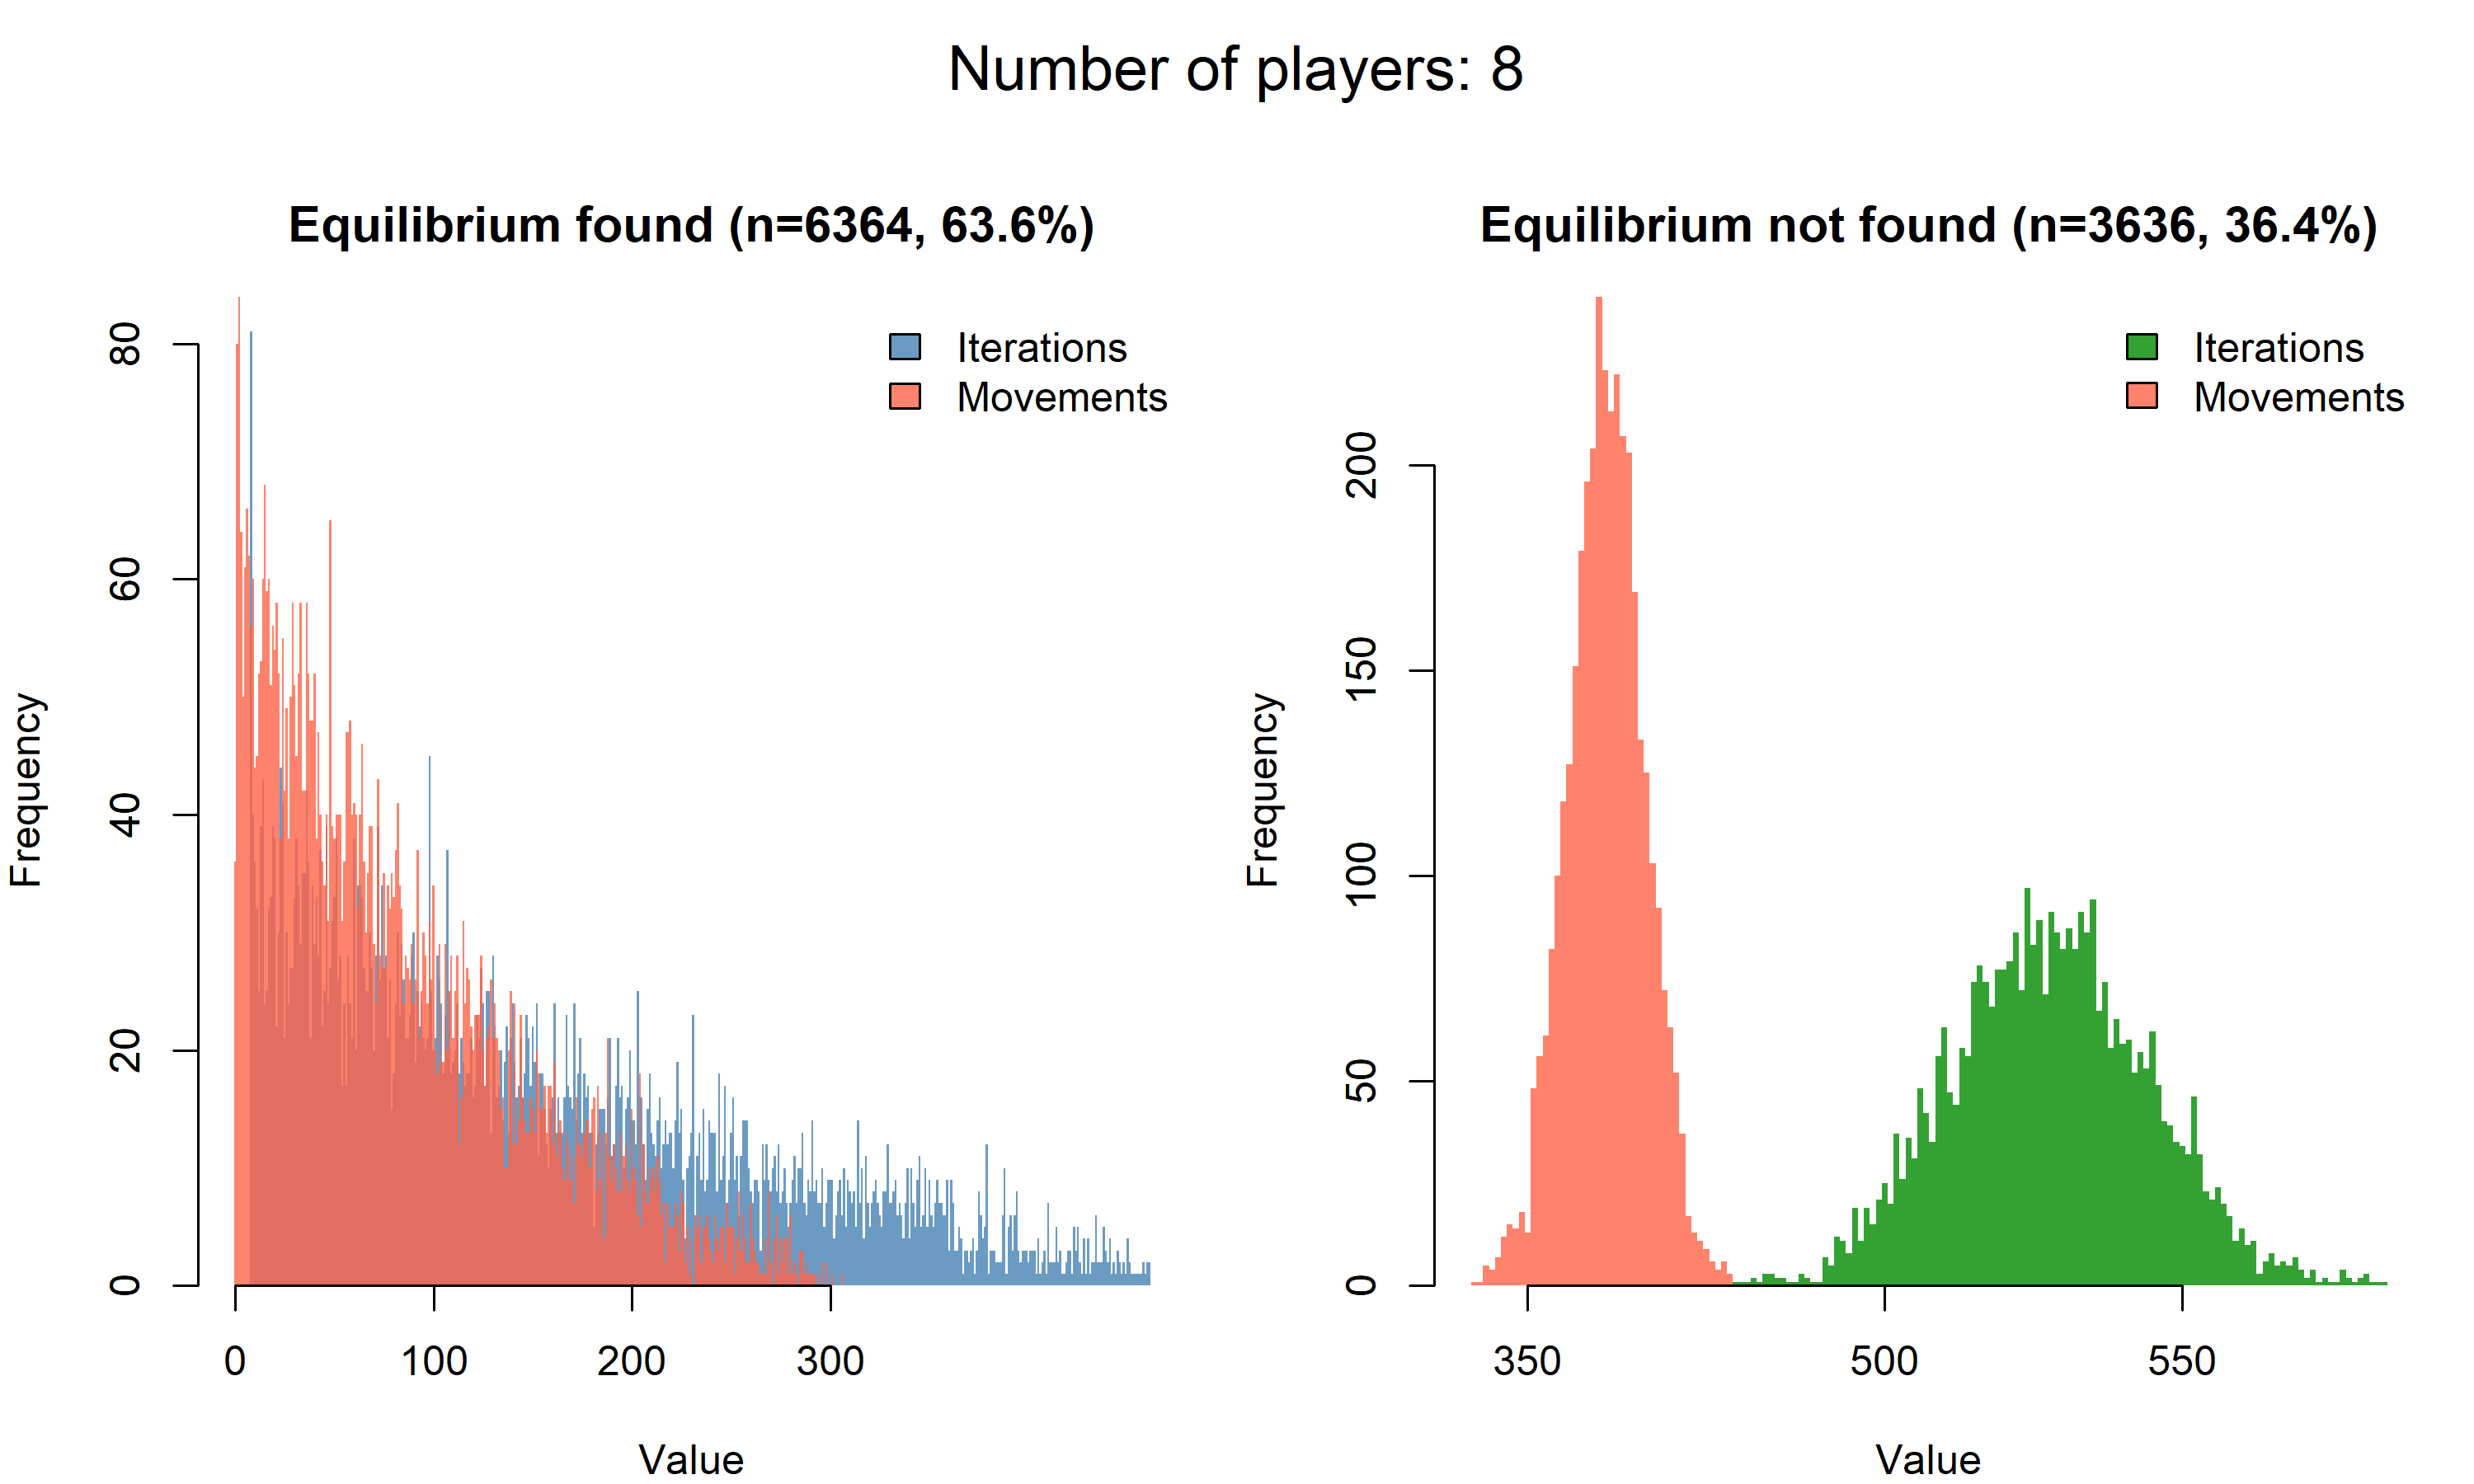 Number of players: 8
Equilibrium found (n=6364, 63.6%)
Iterations
Movements
80
60
40
20
0
Frequency
0 100 200 300
Value
Equilibrium not found (n=3636, 36.4%)
Iterations
Movements
200
150
100
50
0
Frequency
350 500 550
Value